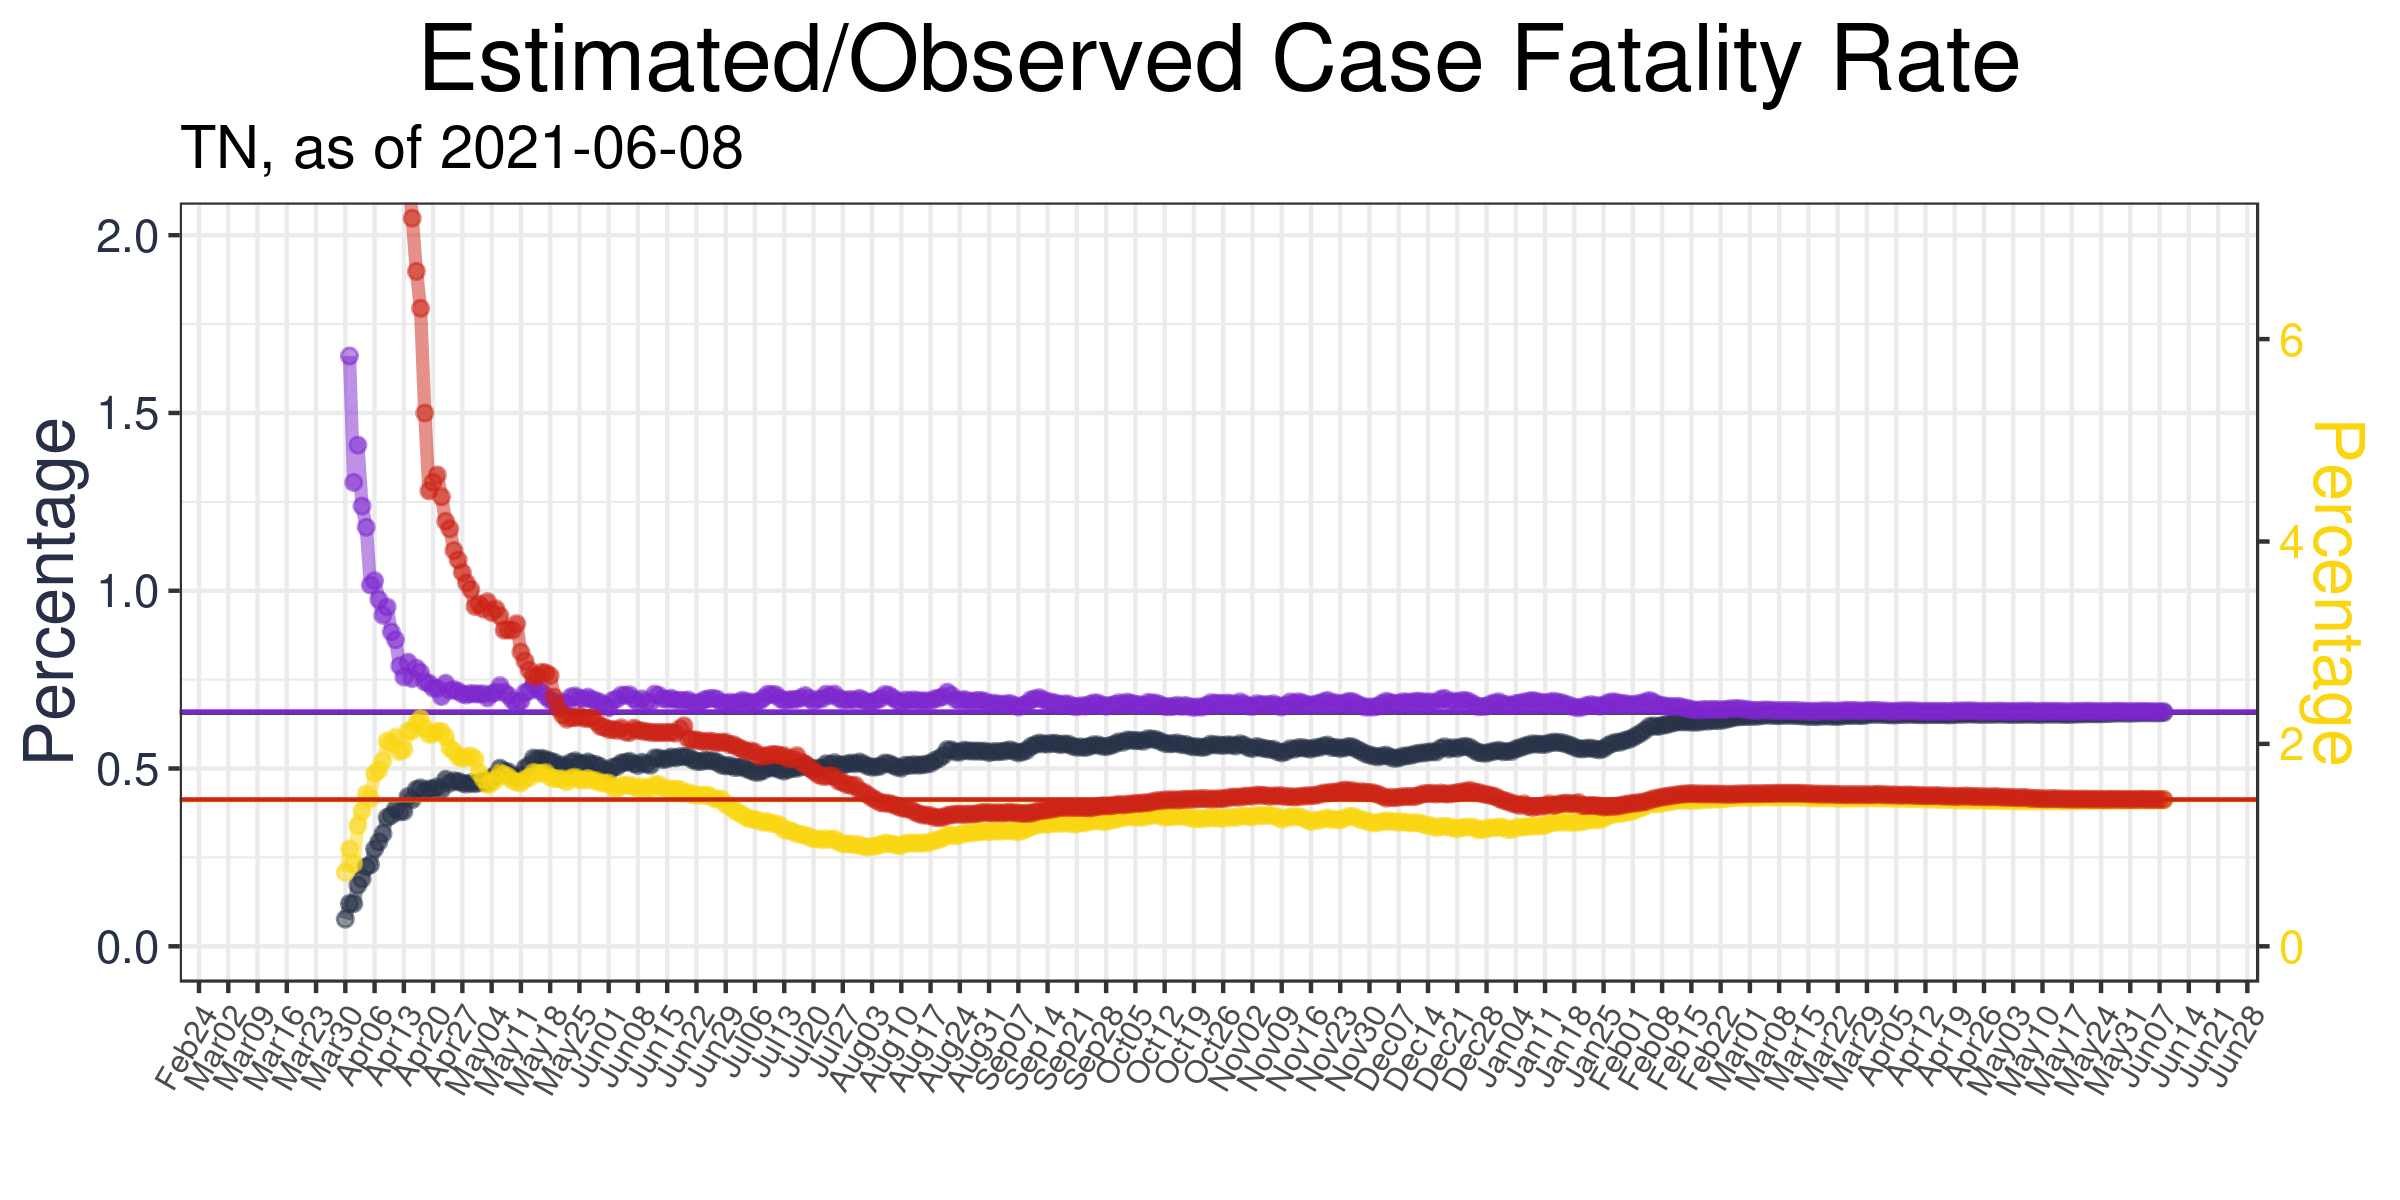 Estimated/Observed Case Fatality Rate
TN, as of 2021-06-08
Percentage
2.0
1.5
1.0
0.5
0.0
6
4
2
0
Percentage
Feb24
Mar02
Mar09
Mar16
Mar23
Mar30
Apr06
Apr13
Apr20
Apr27
May04
May11
May18
May25
Jun01
Jun08
Jun15
Jun22
Jun29
Jul06
Jul13
Jul20
Jul27
Aug03
Aug10
Aug17
Aug24
Aug31
Sep07
Sep14
Sep21
Sep28
Oct05
Oct12
Oct19
Oct26
Nov02
Nov09
Nov16
Nov23
Nov30
Dec07
Dec14
Dec21
Dec28
Jan04
Jan11
Jan18
Jan25
Feb01
Feb08
Feb15
Feb22
Mar01
Mar08
Mar15
Mar22
Mar29
Apr05
Apr12
Apr19
Apr26
May03
May10
May17
May24
May31
Jun07
Jun14
Jun21
Jun28